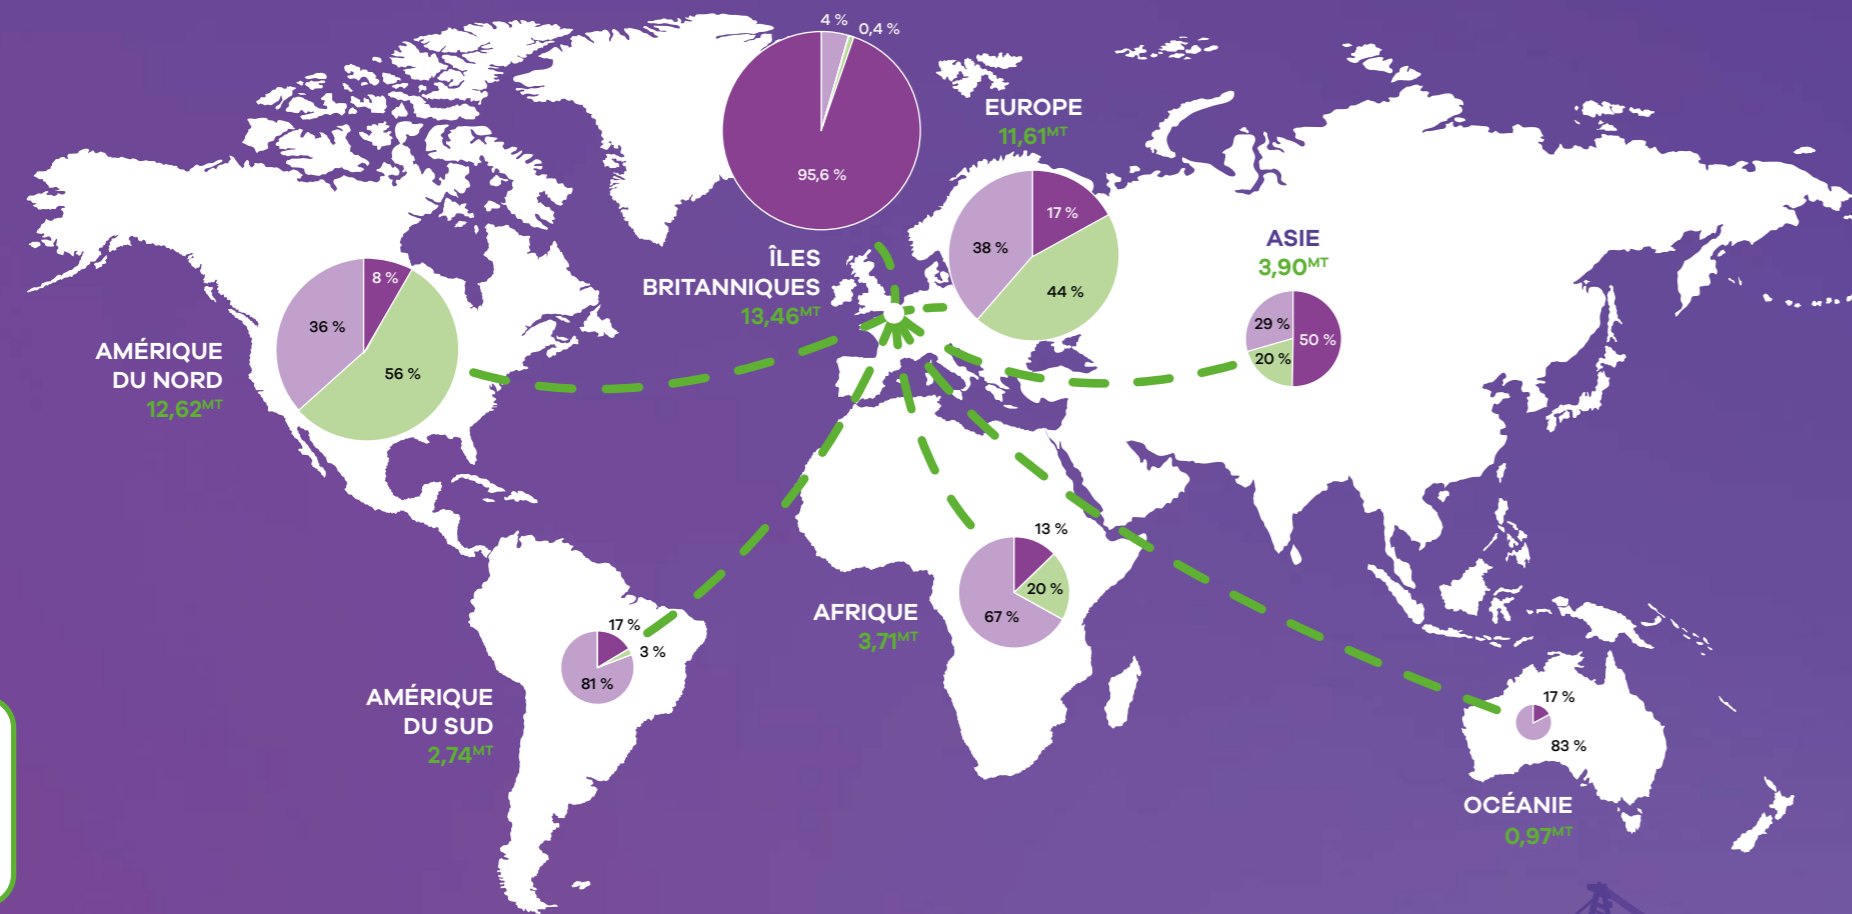 4 %
0,4 %
95,6 %
ÎLES
BRITANNIQUES
13,46MT
EUROPE
11,61MT
17 %
38 %
44 %
ASIE
3,90MT
29 %
50 %
20 %
AMÉRIQUE
DU NORD
12,62MT
8 %
36 %
56 %
AMÉRIQUE
DU SUD
2,74MT
17 %
3 %
81 %
AFRIQUE
3,71MT
13 %
20 %
67 %
17 %
83 %
OCÉANIE
0,97MT